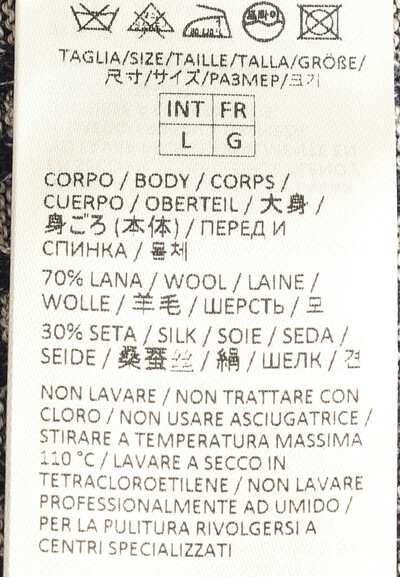 드라이
TAGLIA/SIZE/TAILLE/TALLA/GRÖßE/
尺寸/サイズ/РАЗМЕР/크기
INT FR
L G
CORPO / BODY / CORPS /
CUERPO / OBERTEIL / 大身 /
身ごろ (本体) / ПЕРЕД И
СПИНКА / 몸체
70% LANA / WOOL / LAINE /
WOLLE / 羊毛 / ШЕРСТЬ / 모
30% SETA / SILK / SOIE / SEDA /
SEIDE / 桑蚕丝 / 絹 / ШЕЛК / 견
NON LAVARE / NON TRATTARE CON
CLORO / NON USARE ASCIUGATRICE /
STIRARE A TEMPERATURA MASSIMA
110 °C / LAVARE A SECCO IN
TETRACLOROETILENE / NON LAVARE
PROFESSIONALMENTE AD UMIDO /
PER LA PULITURA RIVOLGERSI A
CENTRI SPECIALIZZATI